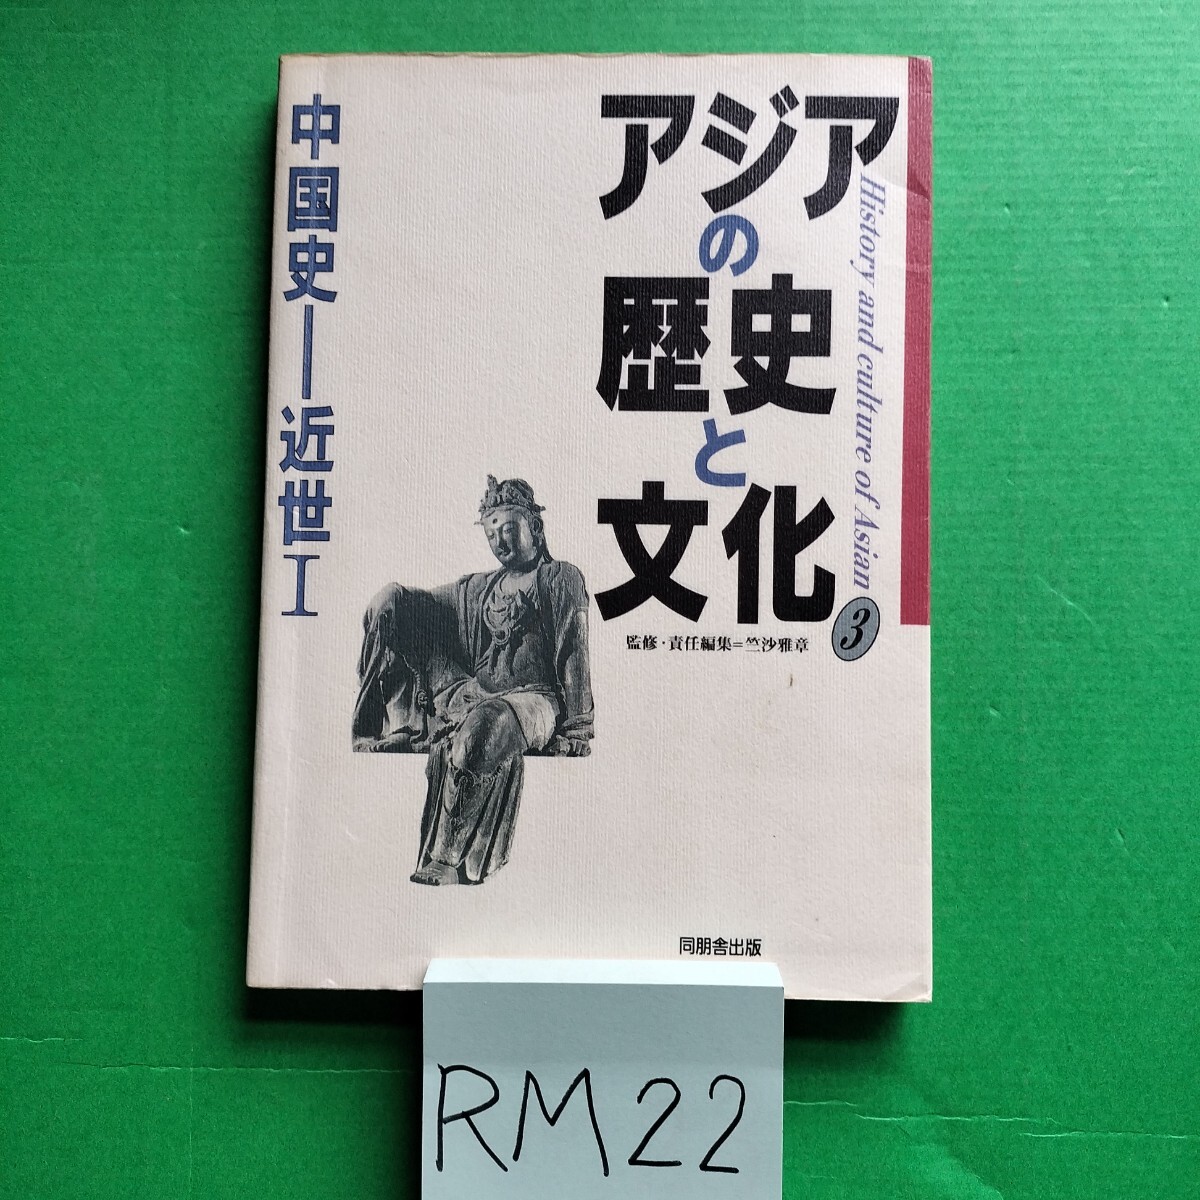 アジア
の
歴史
と
文化
3
History and culture of Asian
監修・責任編集=竺沙雅章
中国史―近世I
同朋舎出版
RM22